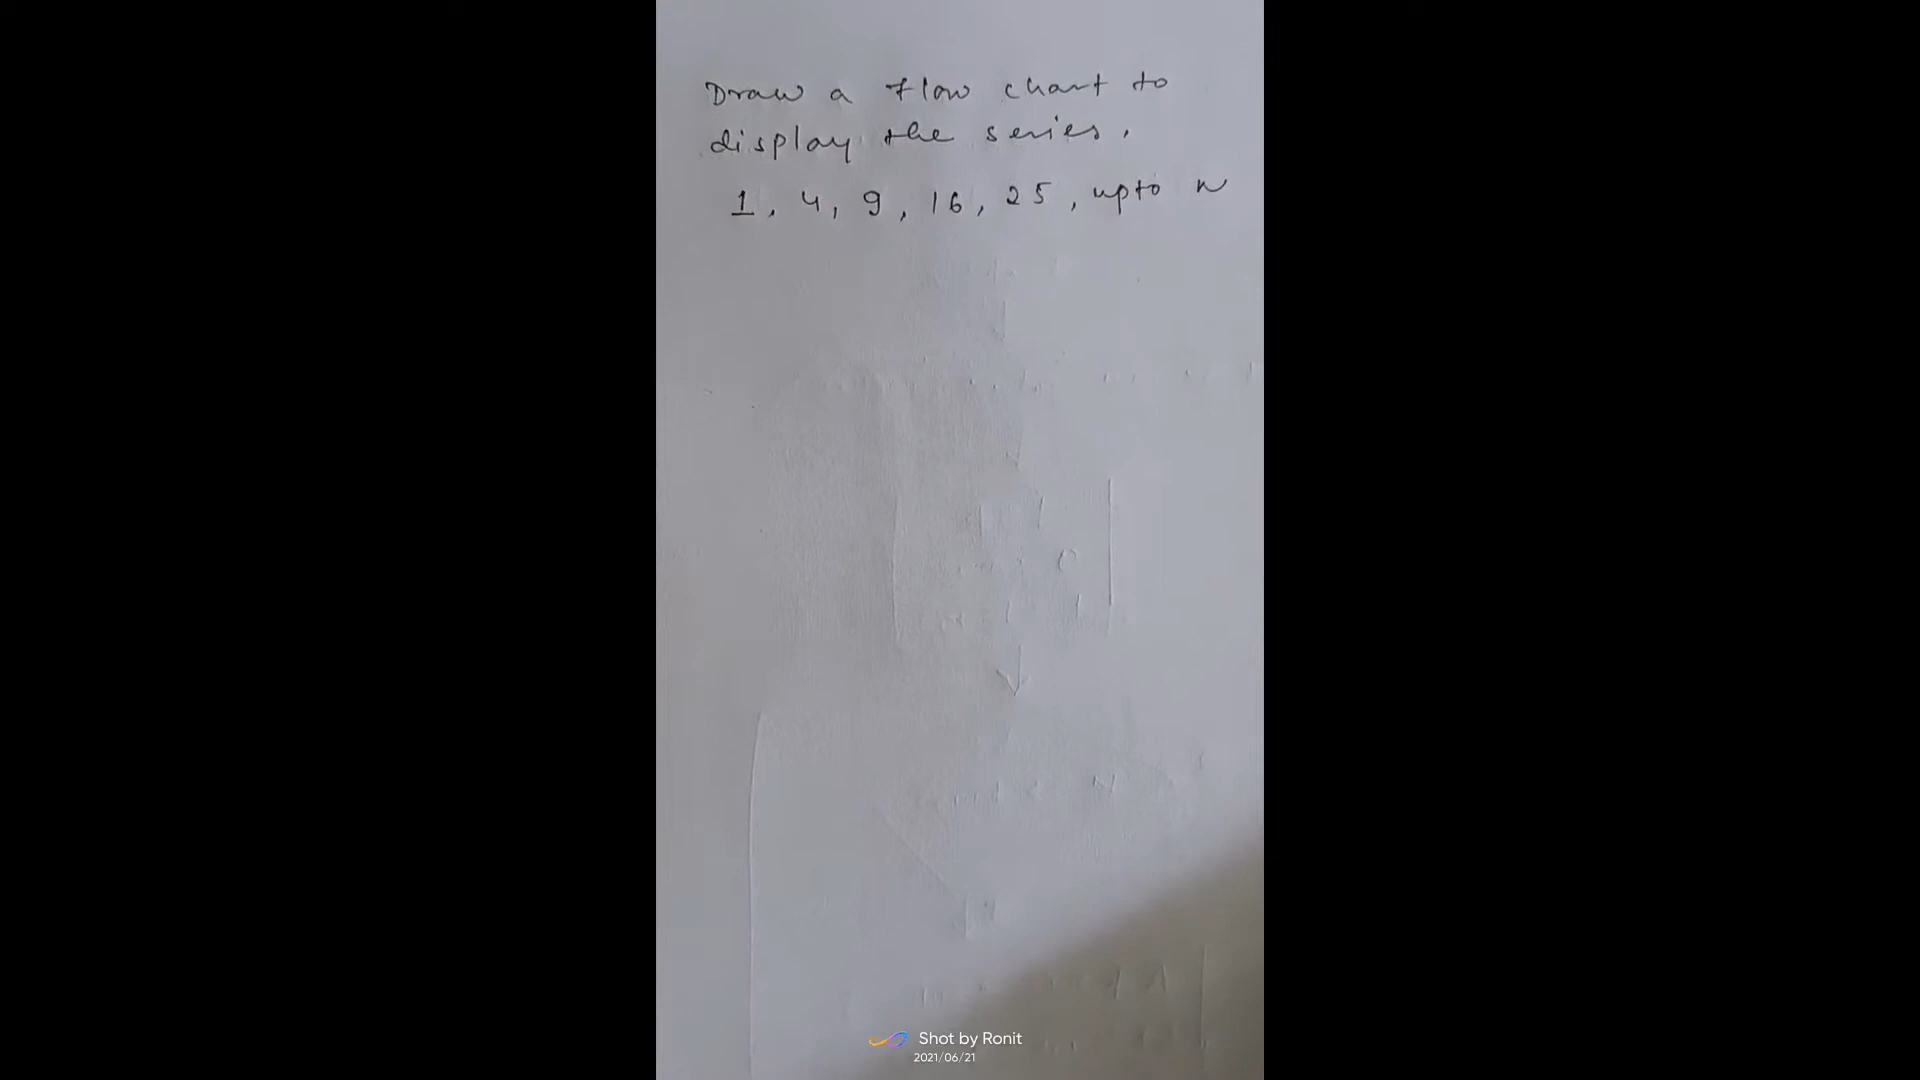 Draw a flow chart to
display the series.
1, 4, 9, 16, 25, upto N
Shot by Ronit
2021/06/21